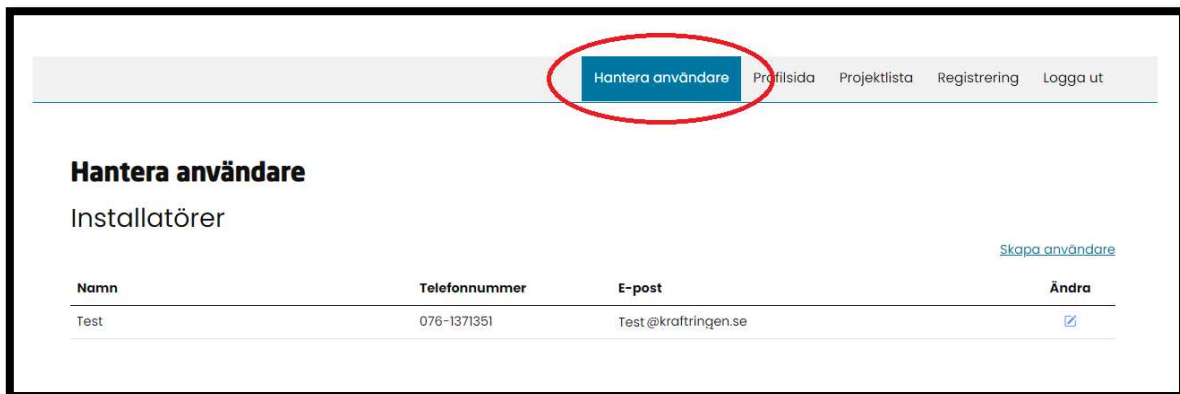 Hantera användare Profilsida Projektlista Registrering Logga ut
Hantera användare
Installatörer
Skapa användare
Namn Telefonnummer E-post Ändra
Test 076-1371351 Test@kraftringen.se